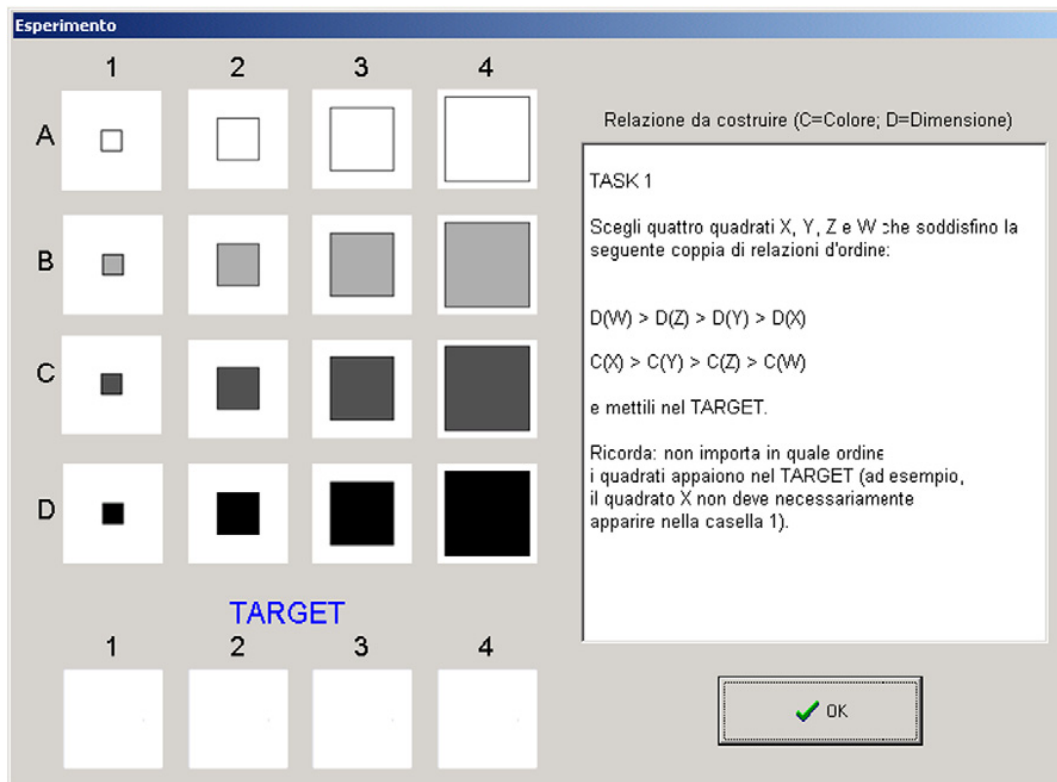 Esperimento
1 2 3 4
A
B
C
D
TARGET
1 2 3 4
Relazione da costruire (C=Colore; D=Dimensione)
TASK 1
Scegli quattro quadrati X, Y, Z e W che soddisfino la
seguente coppia di relazioni d'ordine:
D(W) > D(Z) > D(Y) > D(X)
C(X) > C(Y) > C(Z) > C(W)
e mettili nel TARGET.
Ricorda: non importa in quale ordine
i quadrati appaiono nel TARGET (ad esempio,
il quadrato X non deve necessariamente
apparire nella casella 1).
OK